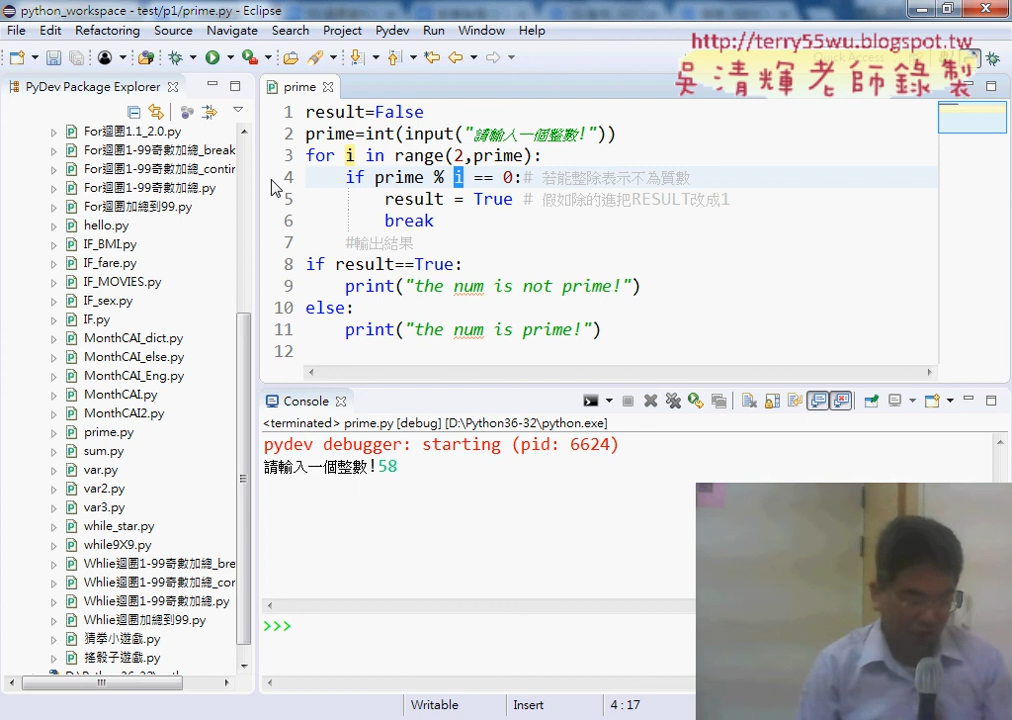 python_workspace - test/p1/prime.py - Eclipse
File Edit Refactoring Source Navigate Search Project Pydev Run Window Help
http://terry55wu.blogspot.tw
Quick Access
吳清輝老師錄製
PyDev Package Explorer
For迴圈1.1_2.0.py
For迴圈1-99奇數加總_break
For迴圈1-99奇數加總_contir
For迴圈1-99奇數加總.py
For迴圈加總到99.py
hello.py
IF_BMI.py
IF_fare.py
IF_MOVIES.py
IF_sex.py
IF.py
MonthCAI_dict.py
MonthCAI_else.py
MonthCAI_Eng.py
MonthCAI.py
MonthCAI2.py
prime.py
sum.py
var.py
var2.py
var3.py
while_star.py
while9X9.py
Whlie迴圈1-99奇數加總_bre
Whlie迴圈1-99奇數加總_cor
Whlie迴圈1-99奇數加總.py
Whlie迴圈加總到99.py
猜拳小遊戲.py
搖骰子遊戲.py
prime
1 result=False
2 prime=int(input("請輸入一個整數!"))
3 for i in range(2,prime):
4 if prime % i == 0:# 若能整除表示不為質數
5 result = True # 假如除的進把RESULT改成1
6 break
7 #輸出結果
8 if result==True:
9 print("the num is not prime!")
10 else:
11 print("the num is prime!")
12
Console
<terminated> prime.py [debug] [D:\Python36-32\python.exe]
pydev debugger: starting (pid: 6624)
請輸入一個整數!58
>>>
Writable Insert 4:17